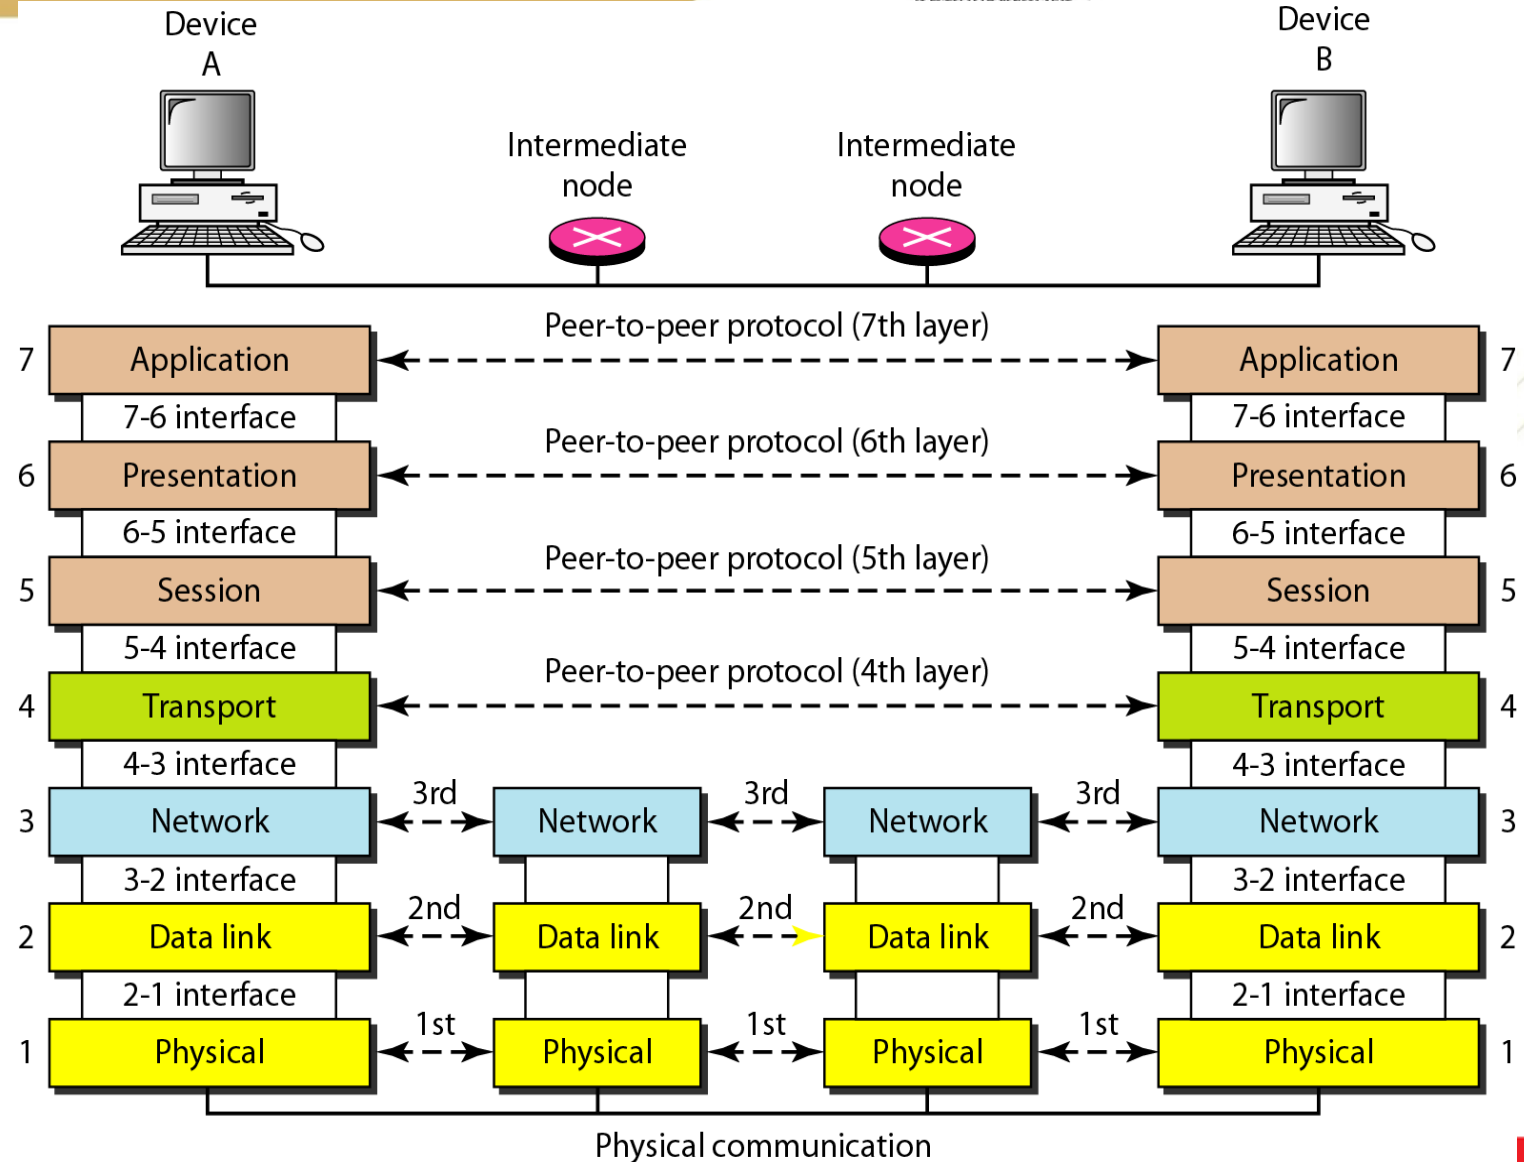 Device
A
Device
B
Intermediate
node
Intermediate
node
Peer-to-peer protocol (7th layer)
7 Application Application 7
7-6 interface 7-6 interface
Peer-to-peer protocol (6th layer)
6 Presentation Presentation 6
6-5 interface 6-5 interface
Peer-to-peer protocol (5th layer)
5 Session Session 5
5-4 interface 5-4 interface
Peer-to-peer protocol (4th layer)
4 Transport Transport 4
4-3 interface 4-3 interface
3rd 3rd 3rd
3 Network Network Network Network 3
3-2 interface 3-2 interface
2nd 2nd 2nd
2 Data link Data link Data link Data link 2
2-1 interface 2-1 interface
1st 1st 1st
1 Physical Physical Physical Physical 1
Physical communication